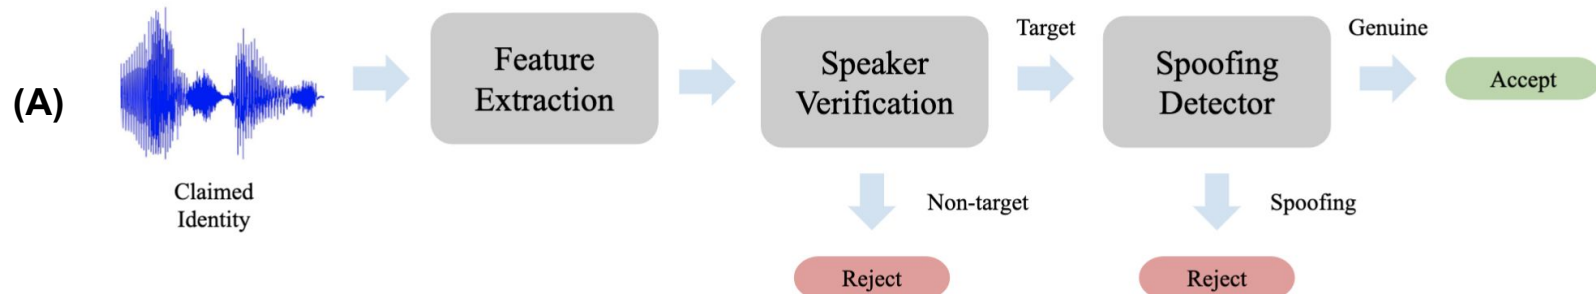 (A)
Claimed
Identity
Feature
Extraction
Speaker
Verification
Target
Non-target
Reject
Spoofing
Detector
Genuine
Spoofing
Reject
Accept